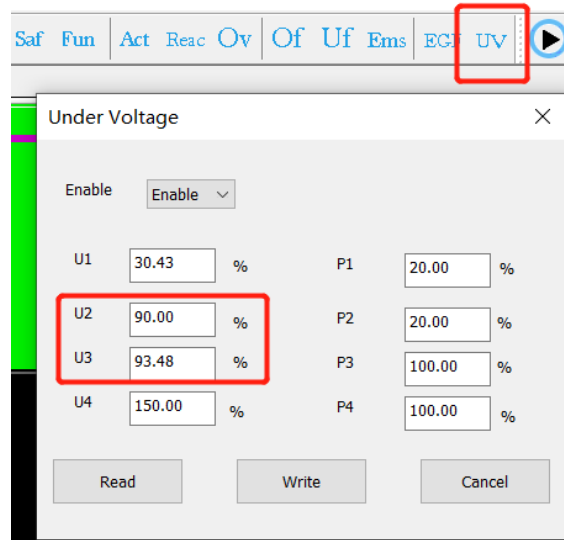 Saf Fun Act Reac Ov Of Uf Ems EGJ UV
Under Voltage
Enable Enable
U1 30.43 % P1 20.00 %
U2 90.00 % P2 20.00 %
U3 93.48 % P3 100.00 %
U4 150.00 % P4 100.00 %
Read Write Cancel